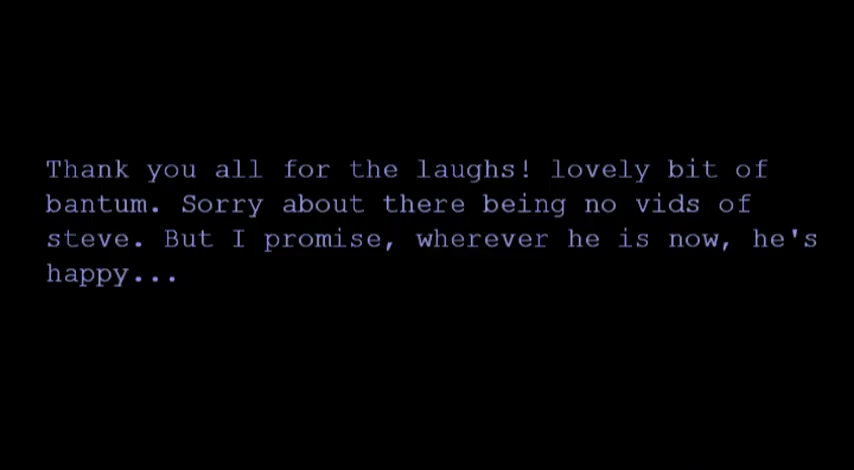 Thank you all for the laughs! lovely bit of
bantum. Sorry about there being no vids of
steve. But I promise, wherever he is now, he's
happy...